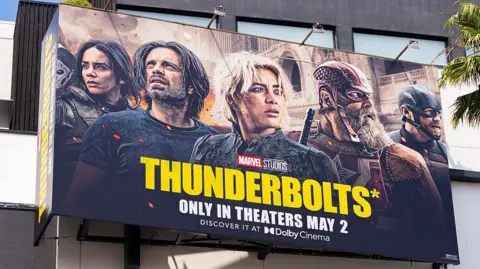 MARVEL STUDIOS
THUNDERBOLTS*
ONLY IN THEATERS MAY 2
DISCOVER IT AT Dolby Cinema